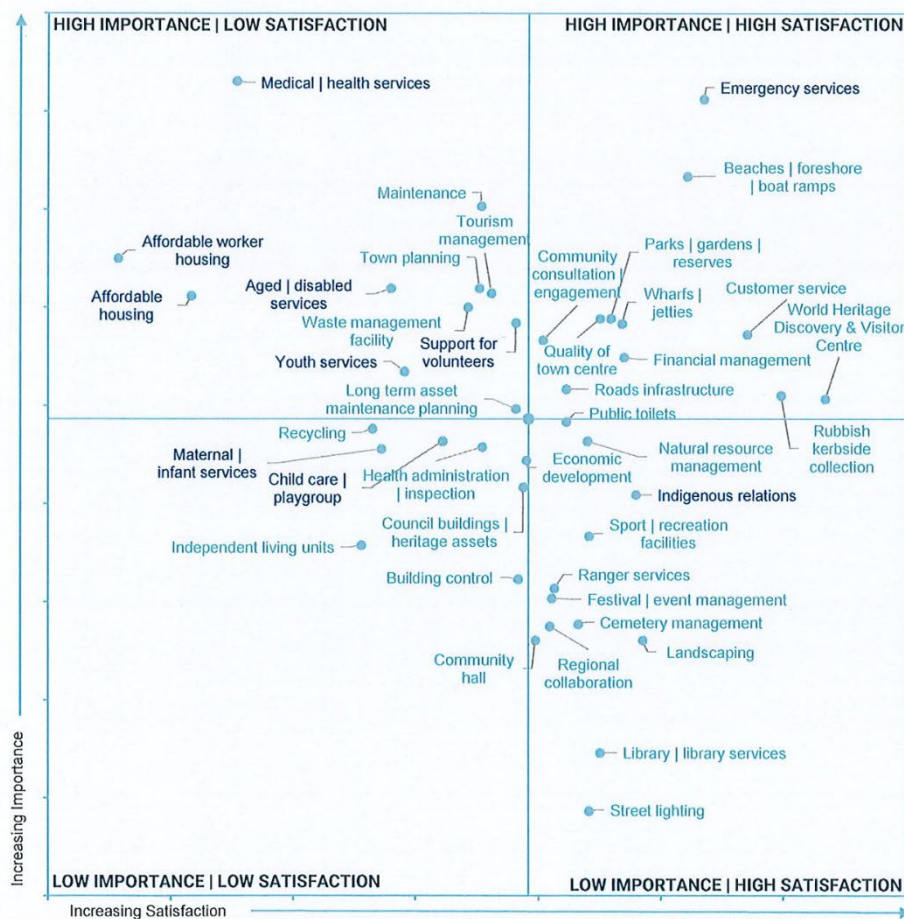 HIGH IMPORTANCE | LOW SATISFACTION
HIGH IMPORTANCE | HIGH SATISFACTION
Medical | health services
Emergency services
Beaches | foreshore
| boat ramps
Maintenance
Tourism
management
Town planning
Affordable worker
housing
Affordable
housing
Aged | disabled
services
Waste management
facility
Support for
volunteers
Youth services
Long term asset
maintenance planning
Community
consultation |
engagement
Parks | gardens |
reserves
Wharfs |
jetties
Customer service
World Heritage
Discovery & Visitor
Centre
Quality of
town centre
Financial management
Roads infrastructure
Public toilets
Rubbish
kerbside
collection
Recycling
Maternal |
infant services
Child care |
playgroup
Health administration
| inspection
Economic
development
Natural resource
management
Indigenous relations
Council buildings |
heritage assets
Sport | recreation
facilities
Independent living units
Building control
Ranger services
Festival | event management
Cemetery management
Community
hall
Regional
collaboration
Landscaping
Library | library services
Street lighting
Increasing Importance
LOW IMPORTANCE | LOW SATISFACTION
LOW IMPORTANCE | HIGH SATISFACTION
Increasing Satisfaction